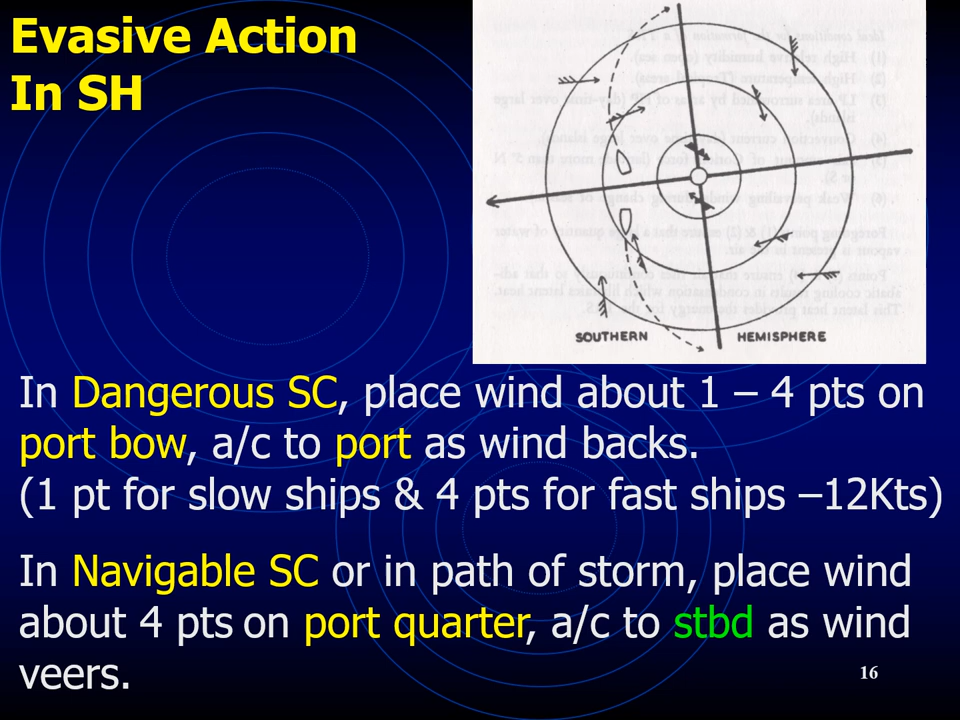 Evasive Action
In SH
SOUTHERN HEMISPHERE
In Dangerous SC, place wind about 1 – 4 pts on
port bow, a/c to port as wind backs.
(1 pt for slow ships & 4 pts for fast ships –12Kts)
In Navigable SC or in path of storm, place wind
about 4 pts on port quarter, a/c to stbd as wind
veers.
16